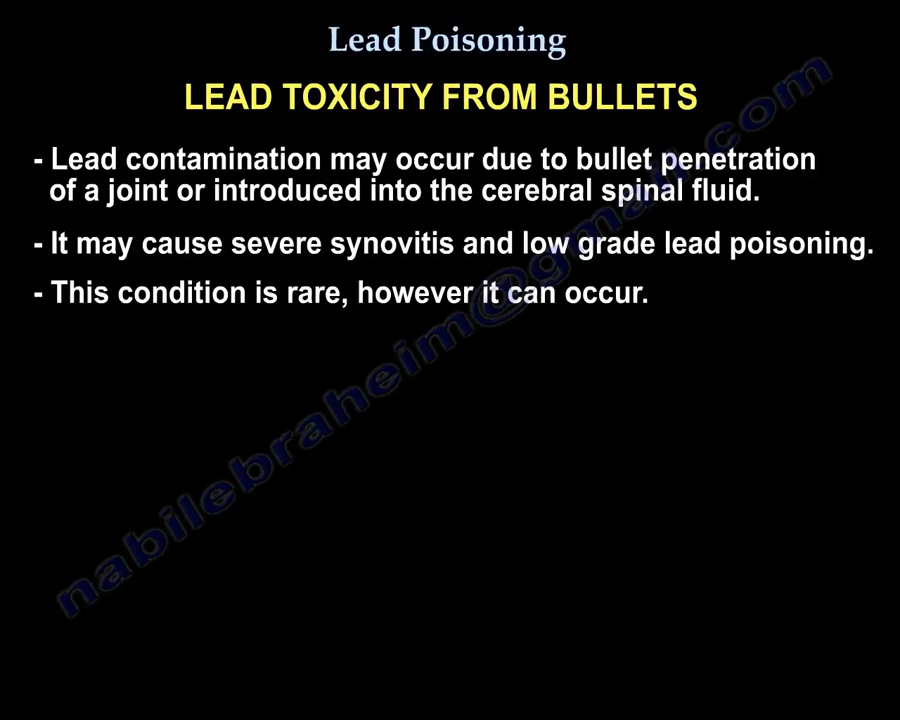 Lead Poisoning
LEAD TOXICITY FROM BULLETS
- Lead contamination may occur due to bullet penetration
of a joint or introduced into the cerebral spinal fluid.
- It may cause severe synovitis and low grade lead poisoning.
- This condition is rare, however it can occur.
nabilebraheim@gmail.com